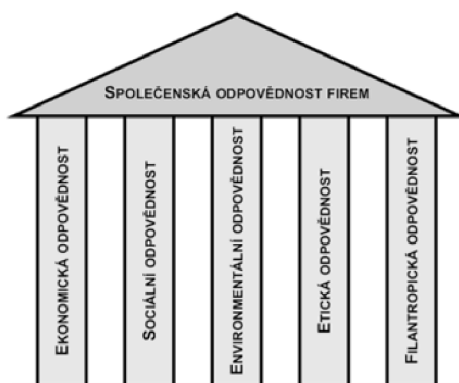 SPOLEČENSKÁ ODPOVĚDNOST FIREM
EKONOMICKÁ ODPOVĚDNOST
SOCIÁLNÍ ODPOVĚDNOST
ENVIRONMENTÁLNÍ ODPOVĚDNOST
ETICKÁ ODPOVĚDNOST
FILANTROPICKÁ ODPOVĚDNOST